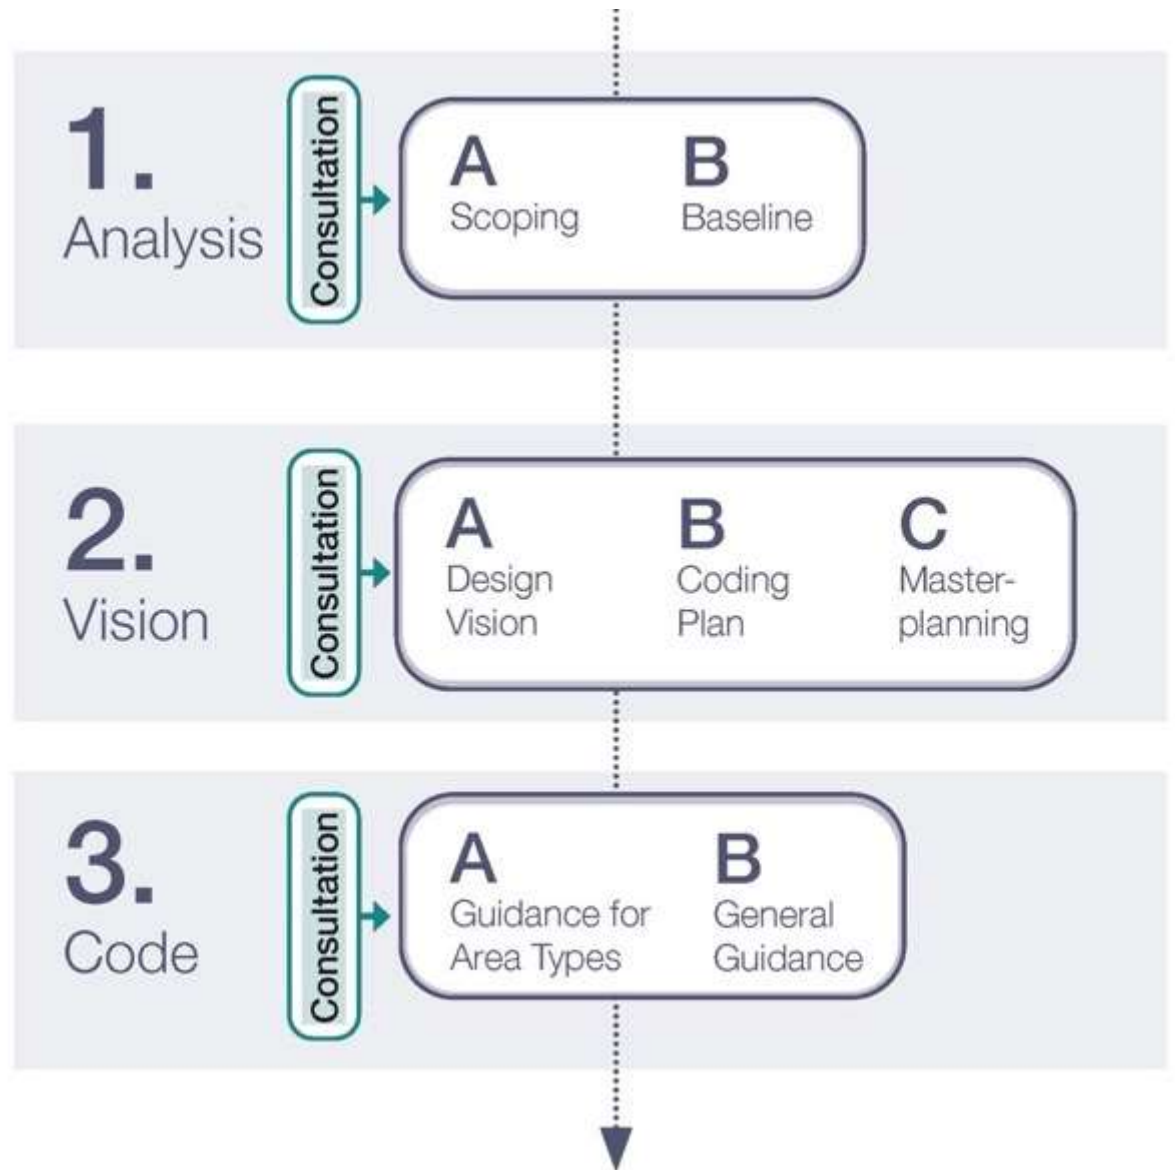 1.
Analysis
Consultation
A
Scoping
B
Baseline
2.
Vision
Consultation
A
Design
Vision
B
Coding
Plan
C
Master-
planning
3.
Code
Consultation
A
Guidance for
Area Types
B
General
Guidance